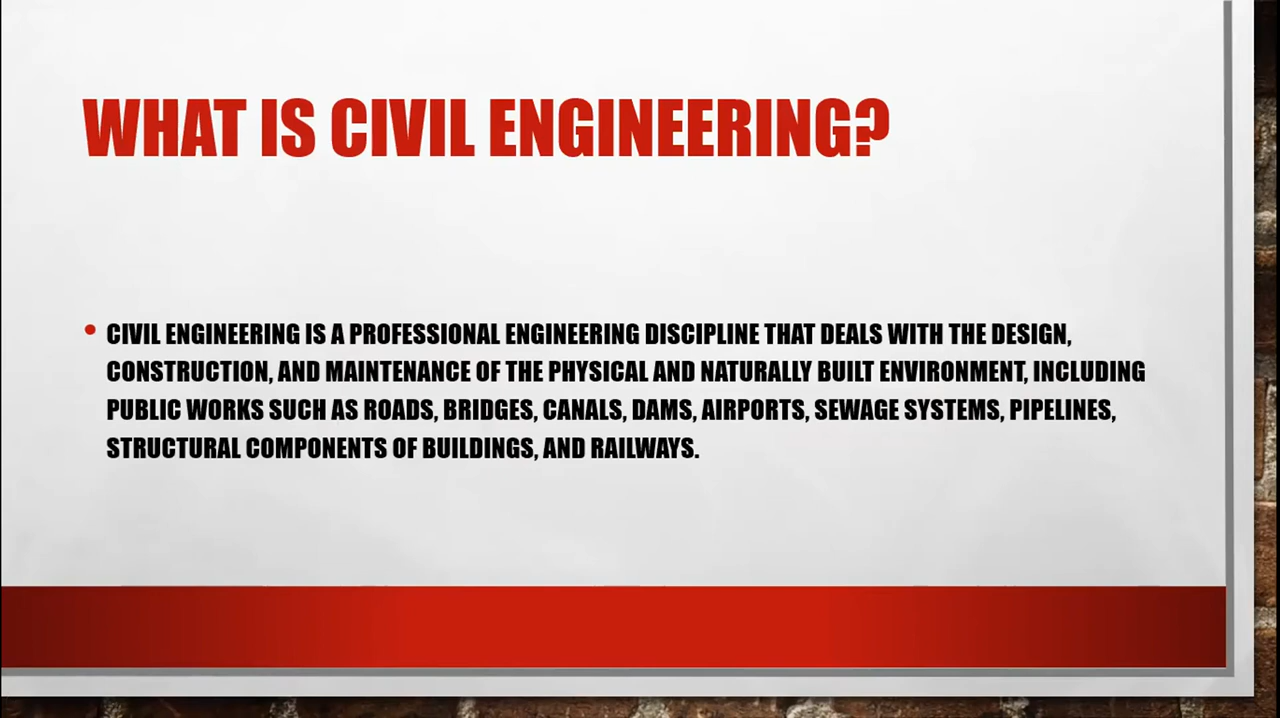 WHAT IS CIVIL ENGINEERING?
• CIVIL ENGINEERING IS A PROFESSIONAL ENGINEERING DISCIPLINE THAT DEALS WITH THE DESIGN,
CONSTRUCTION, AND MAINTENANCE OF THE PHYSICAL AND NATURALLY BUILT ENVIRONMENT, INCLUDING
PUBLIC WORKS SUCH AS ROADS, BRIDGES, CANALS, DAMS, AIRPORTS, SEWAGE SYSTEMS, PIPELINES,
STRUCTURAL COMPONENTS OF BUILDINGS, AND RAILWAYS.